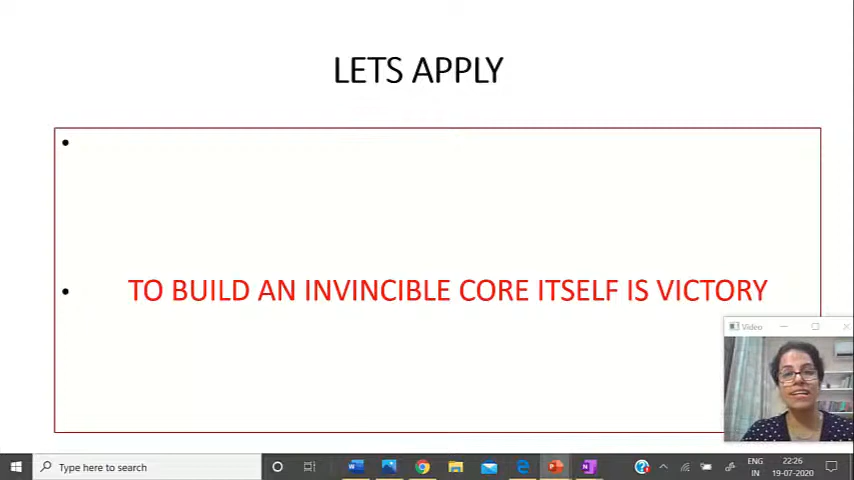 LETS APPLY
TO BUILD AN INVINCIBLE CORE ITSELF IS VICTORY
Video
Type here to search
ENG
IN
22:26
19-07-2020